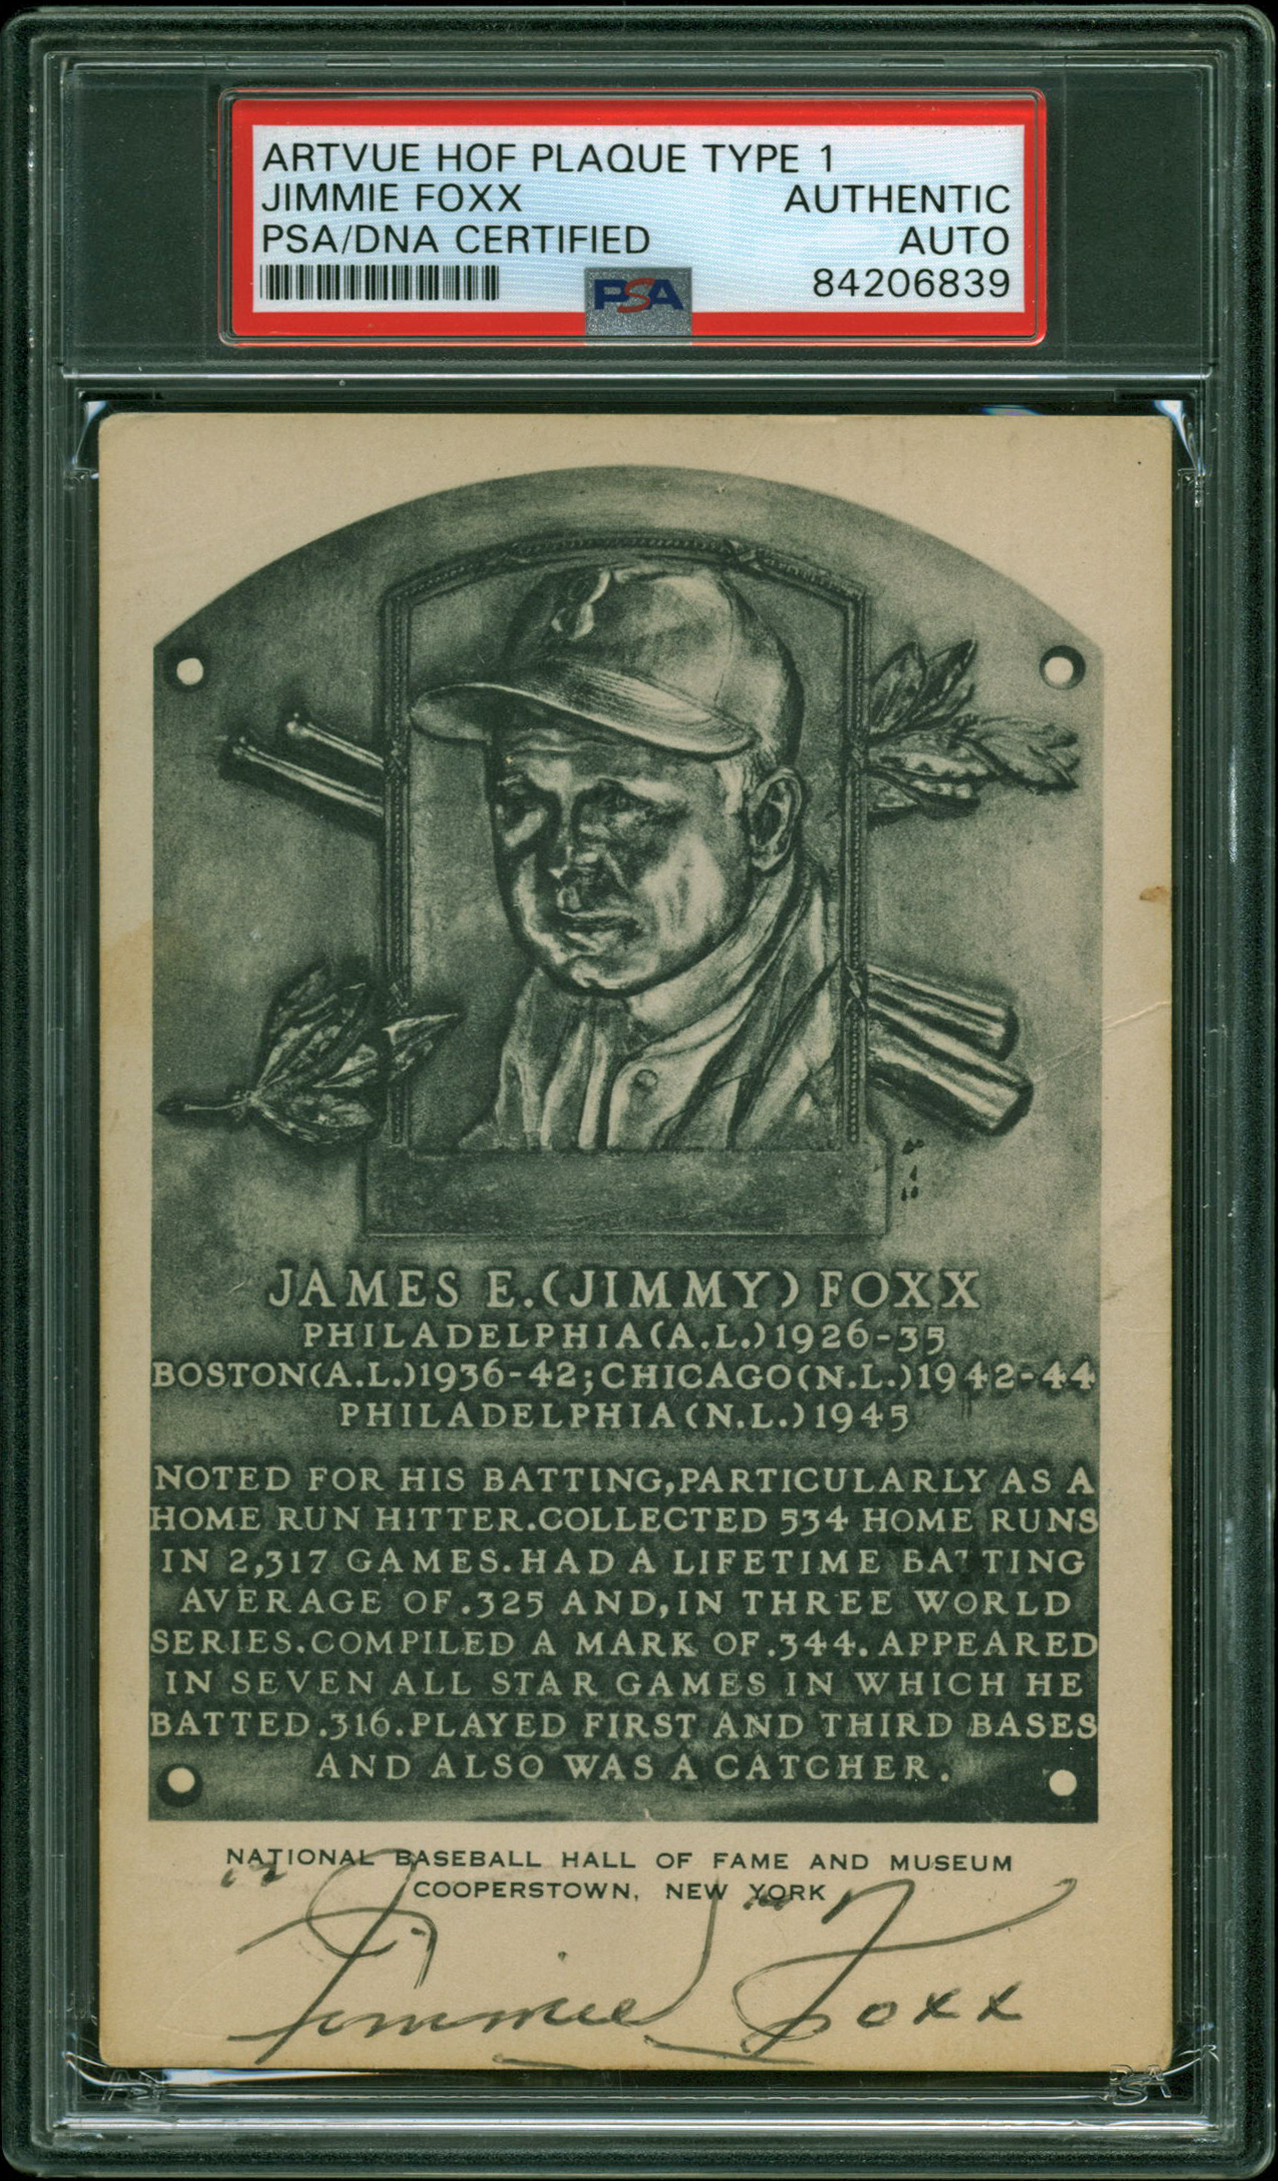 ARTVUE HOF PLAQUE TYPE 1
JIMMIE FOXX AUTHENTIC
PSA/DNA CERTIFIED AUTO
PSA 84206839
JAMES E.(JIMMY) FOXX
PHILADELPHIA(A.L.)1926-35
BOSTON(A.L.)1936-42;CHICAGO(N.L.)1942-44
PHILADELPHIA(N.L.)1945
NOTED FOR HIS BATTING,PARTICULARLY AS A
HOME RUN HITTER.COLLECTED 534 HOME RUNS
IN 2,317 GAMES.HAD A LIFETIME BATTING
AVERAGE OF.325 AND,IN THREE WORLD
SERIES.COMPILED A MARK OF.344.APPEARED
IN SEVEN ALL STAR GAMES IN WHICH HE
BATTED.316.PLAYED FIRST AND THIRD BASES
AND ALSO WAS A CATCHER.
NATIONAL BASEBALL HALL OF FAME AND MUSEUM
COOPERSTOWN, NEW YORK
Jimmie Foxx
PSA